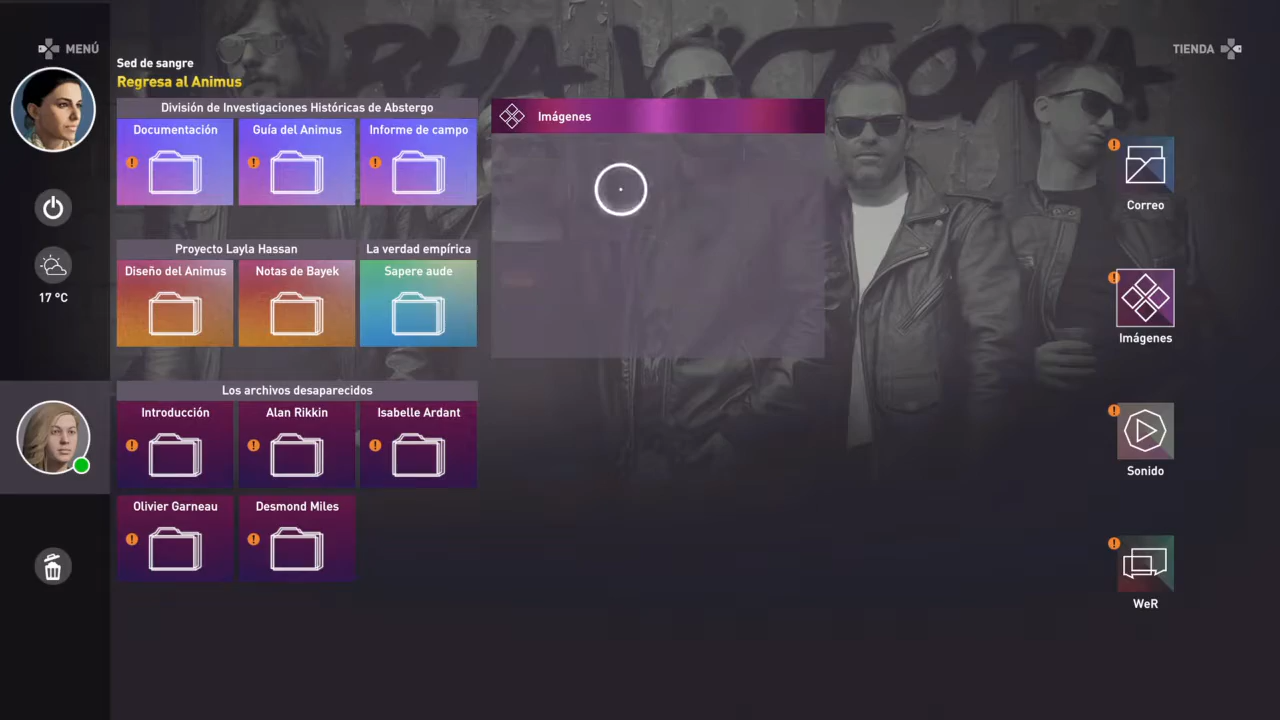 MENÚ
TIENDA
Sed de sangre
Regresa al Animus
División de Investigaciones Históricas de Abstergo
Documentación
Guía del Animus
Informe de campo
Imágenes
Correo
Proyecto Layla Hassan
La verdad empírica
Diseño del Animus
Notas de Bayek
Sapere aude
17 °C
Imágenes
Los archivos desaparecidos
Introducción
Alan Rikkin
Isabelle Ardant
Sonido
Olivier Garneau
Desmond Miles
WeR